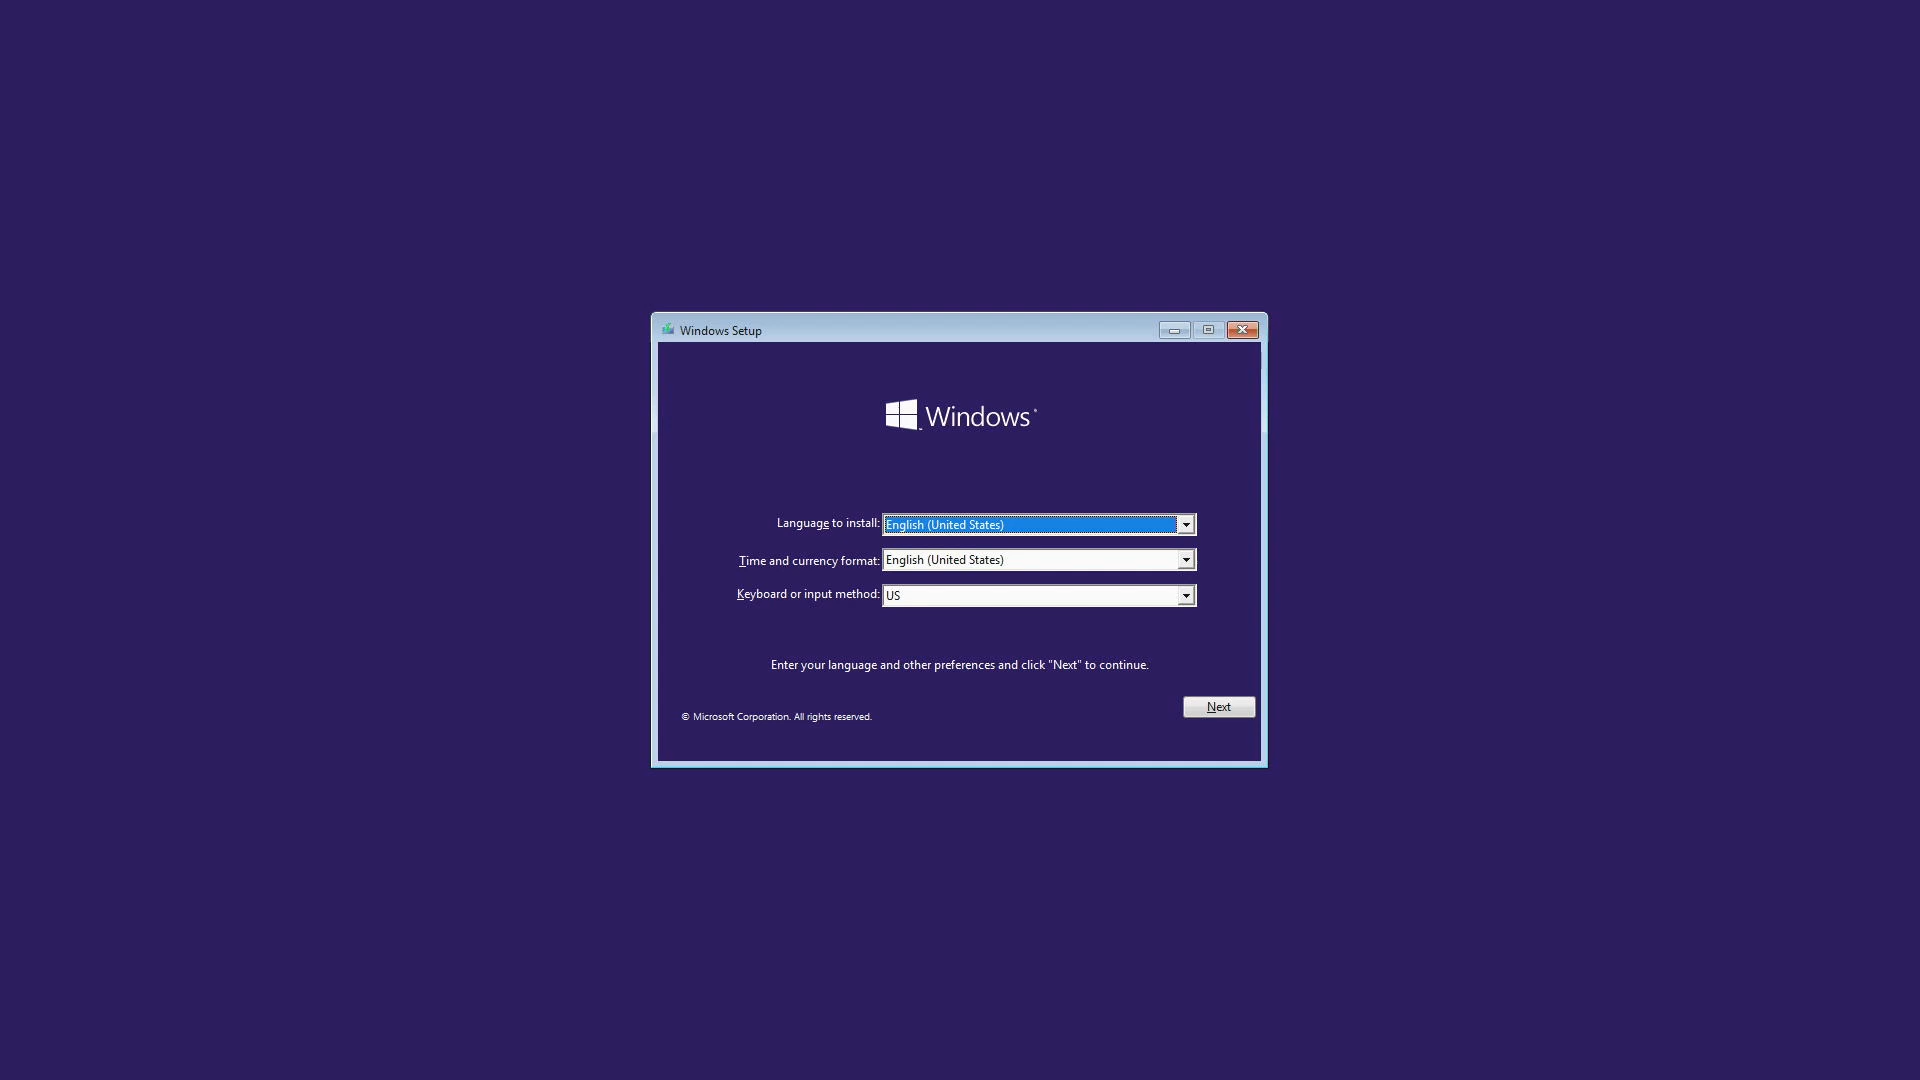 Windows Setup
Windows
Language to install: English (United States)
Time and currency format: English (United States)
Keyboard or input method: US
Enter your language and other preferences and click "Next" to continue.
Next
© Microsoft Corporation. All rights reserved.